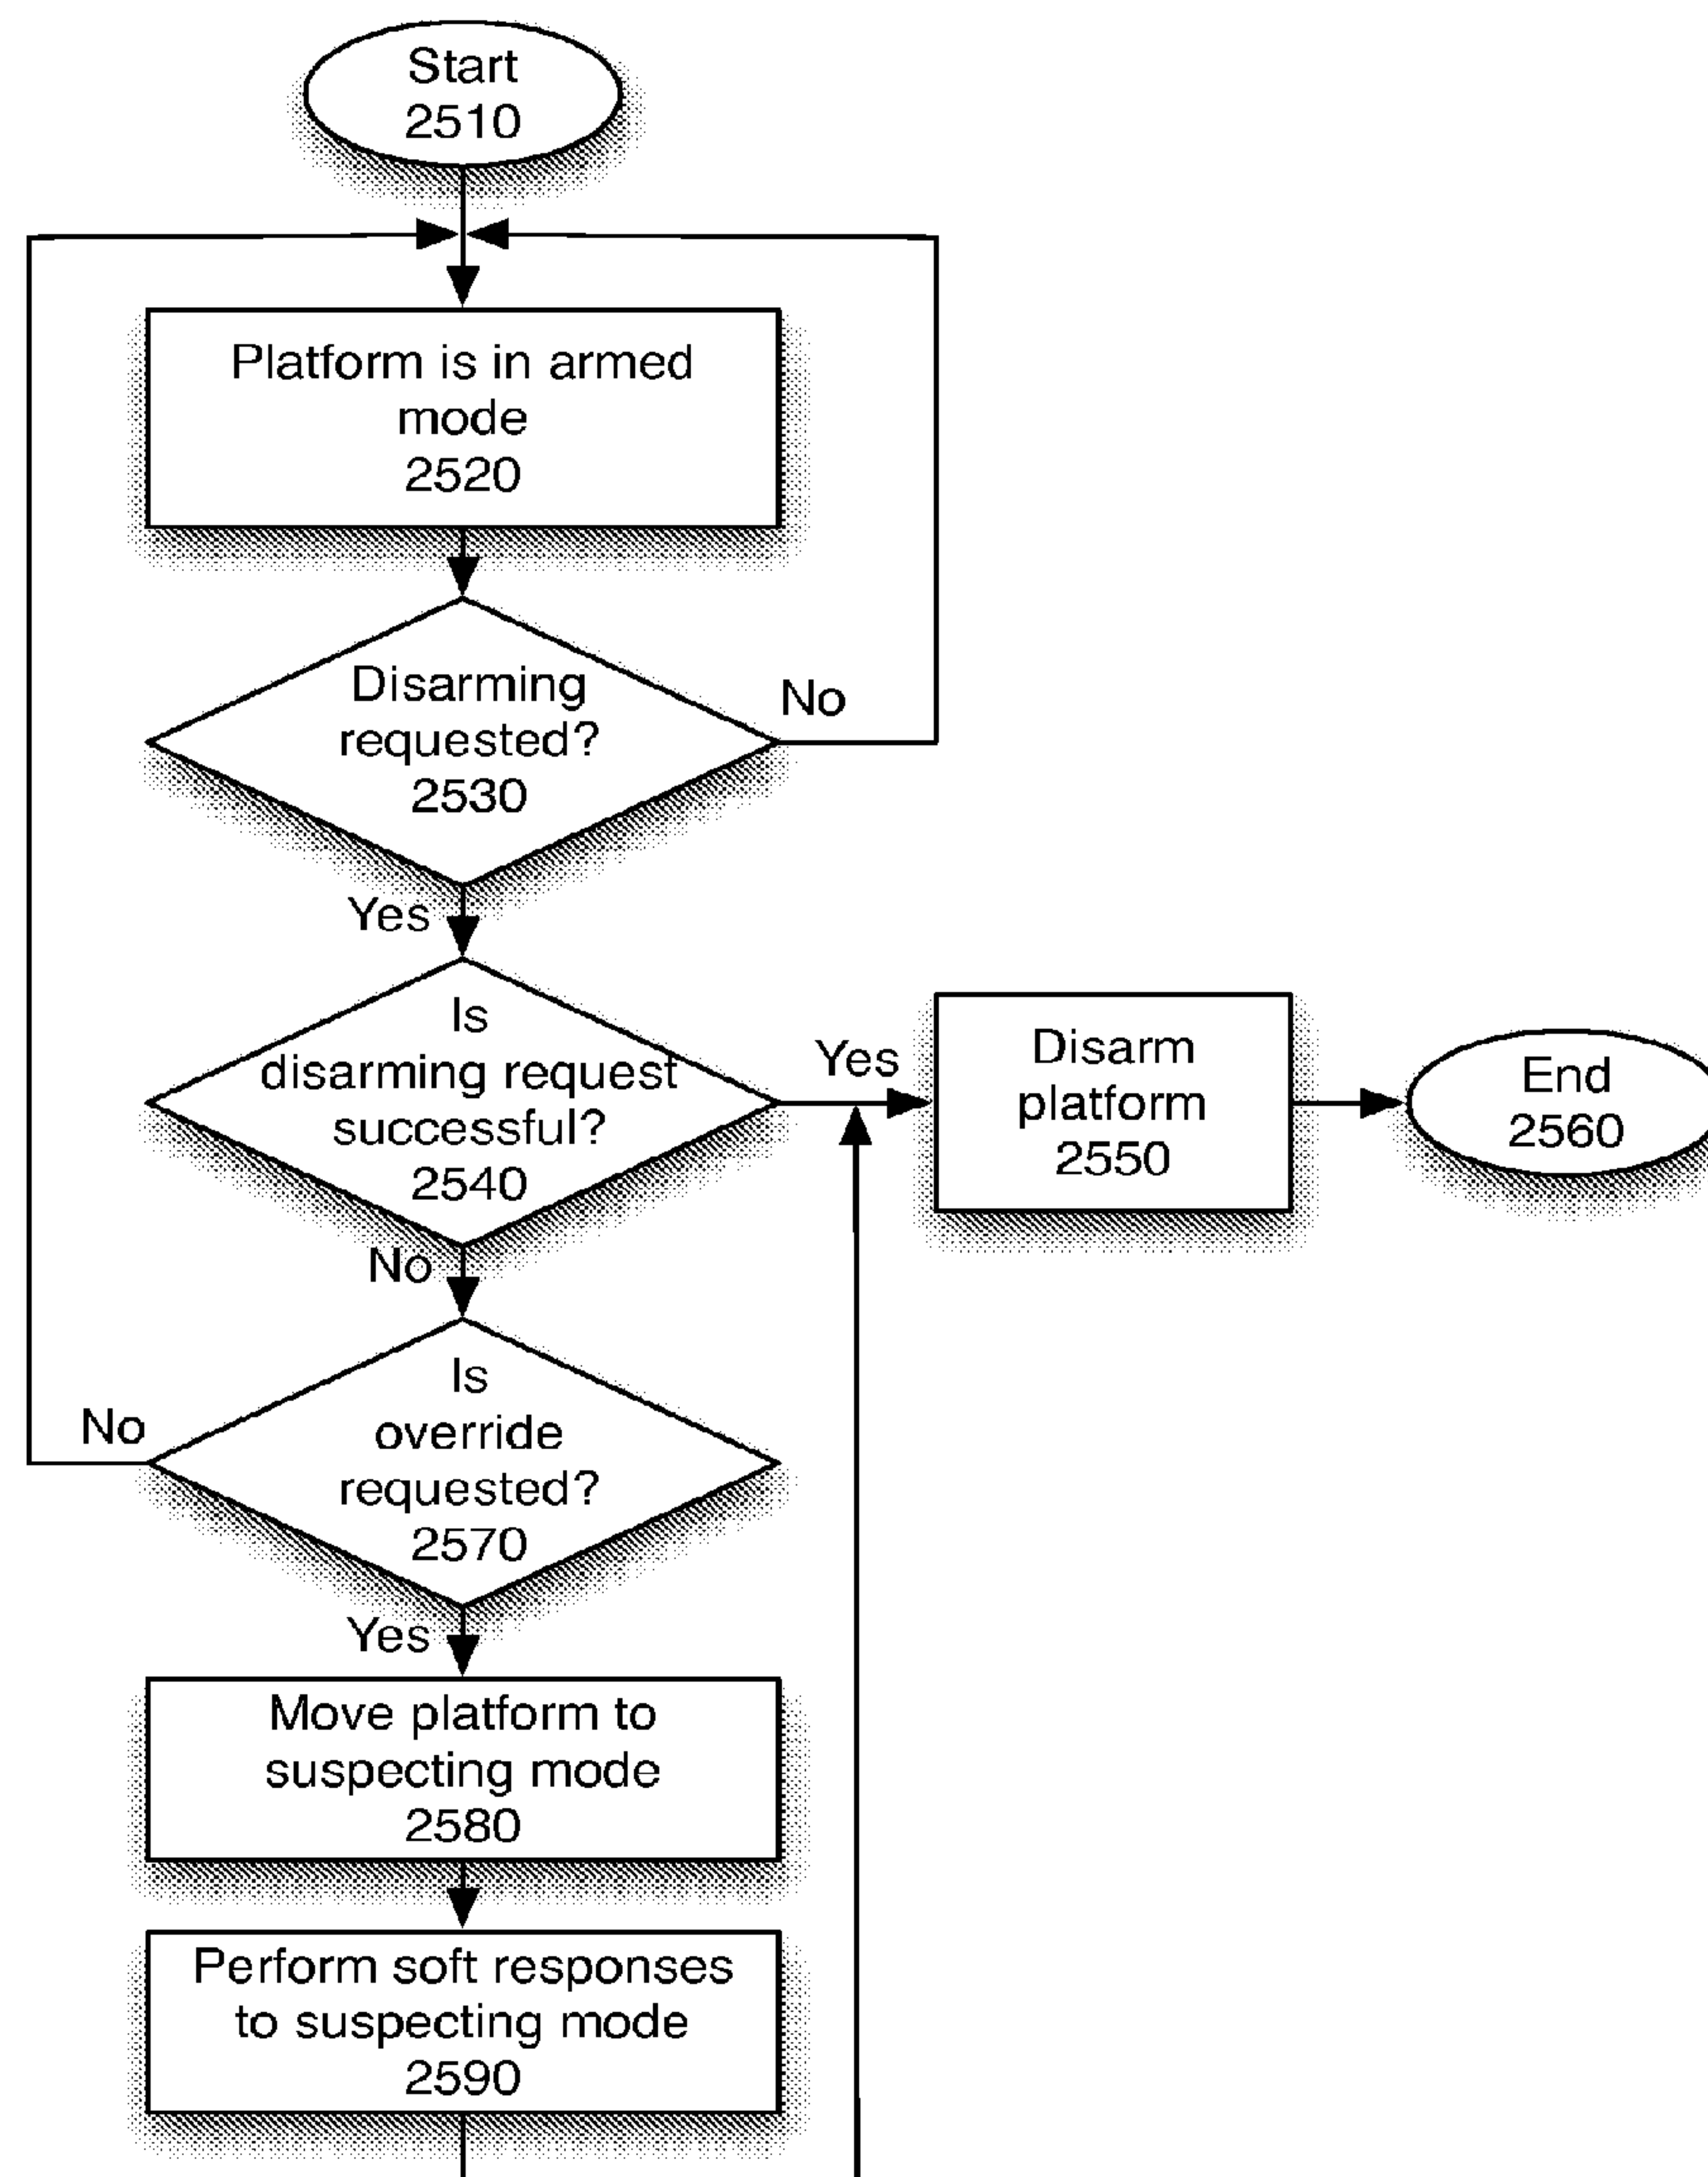 Start
2510
Platform is in armed
mode
2520
Disarming
requested?
2530
No
Yes
Is
disarming request
successful?
2540
Yes
Disarm
platform
2550
End
2560
No
Is
override
requested?
2570
No
Yes
Move platform to
suspecting mode
2580
Perform soft responses
to suspecting mode
2590